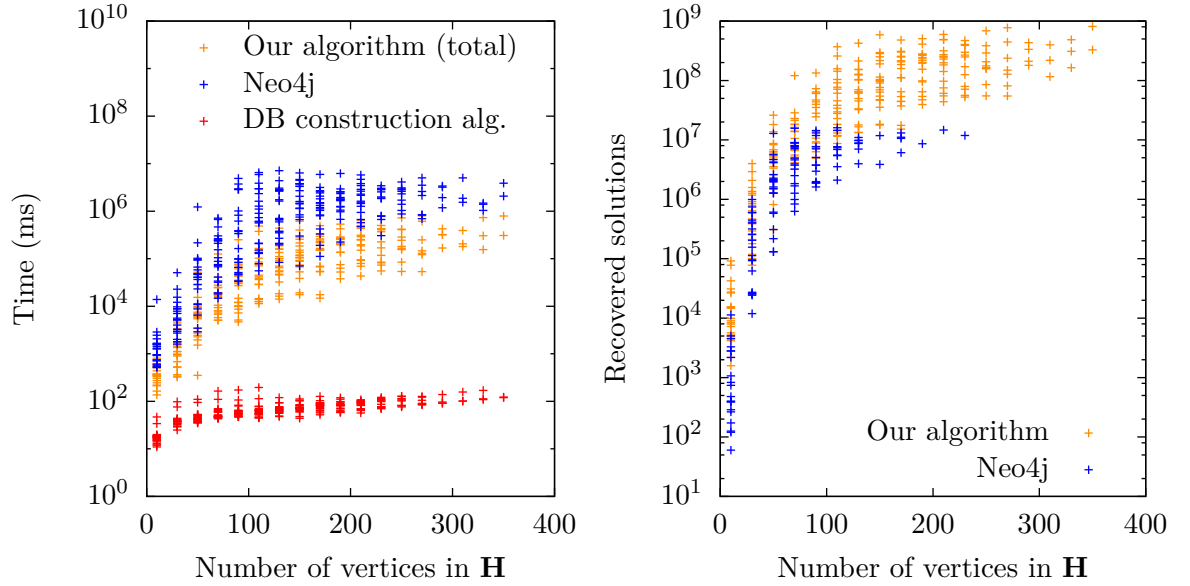 10^10
10^8
10^6
10^4
10^2
10^0
Time (ms)
Our algorithm (total)
Neo4j
DB construction alg.
0
100
200
300
400
Number of vertices in H
10^9
10^8
10^7
10^6
10^5
10^4
10^3
10^2
10^1
Recovered solutions
Our algorithm
Neo4j
0
100
200
300
400
Number of vertices in H